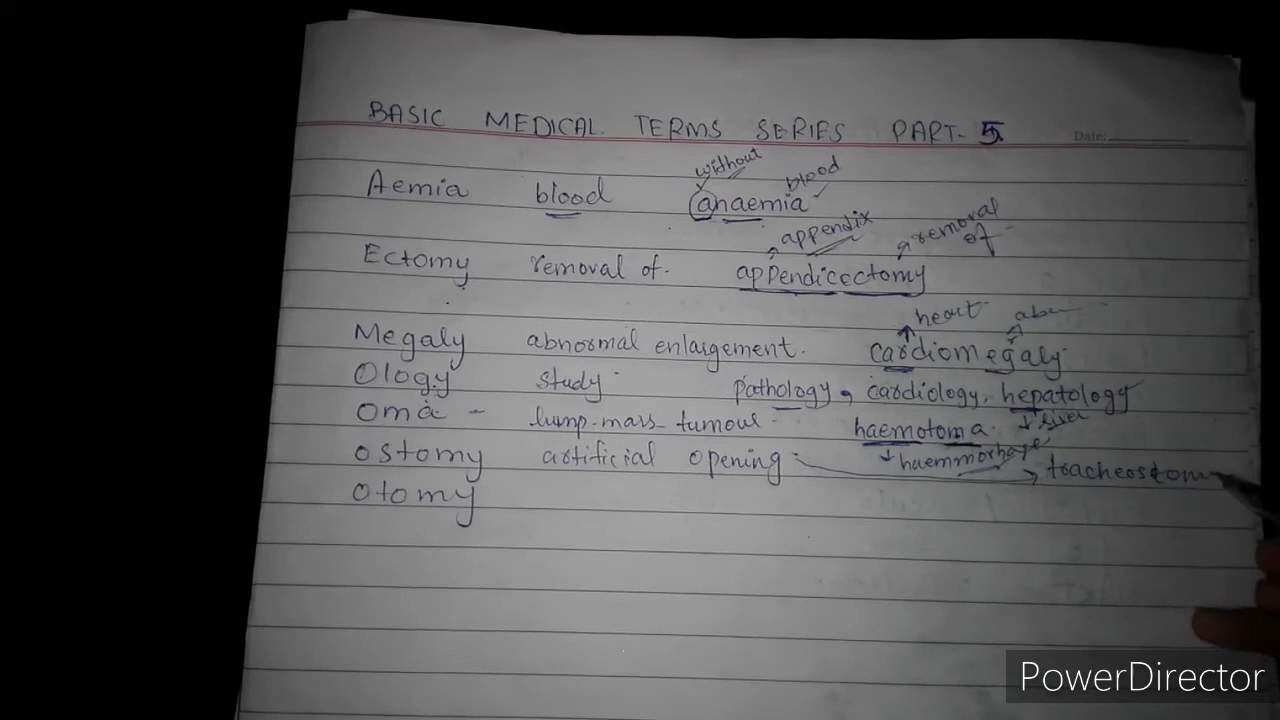 BASIC MEDICAL TERMS SERIES PART-5
Date:
without blood
Aemia blood anaemia
appendix removal of
Ectomy removal of. appendicectomy
heart abn
Megaly abnormal enlargement. cardiomegaly
Ology study pathology, cardiology, hepatology
liver
Oma - lump-mass-tumour haemotoma
haemmorhage
ostomy artificial opening tracheostom
Otomy
PowerDirector